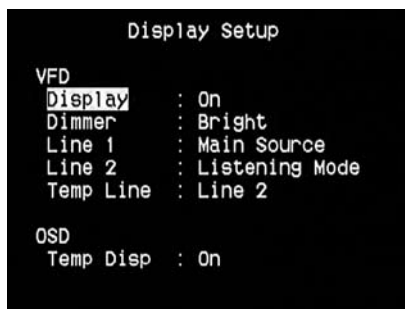 Display Setup
VFD
Display : On
Dimmer : Bright
Line 1 : Main Source
Line 2 : Listening Mode
Temp Line : Line 2
OSD
Temp Disp : On